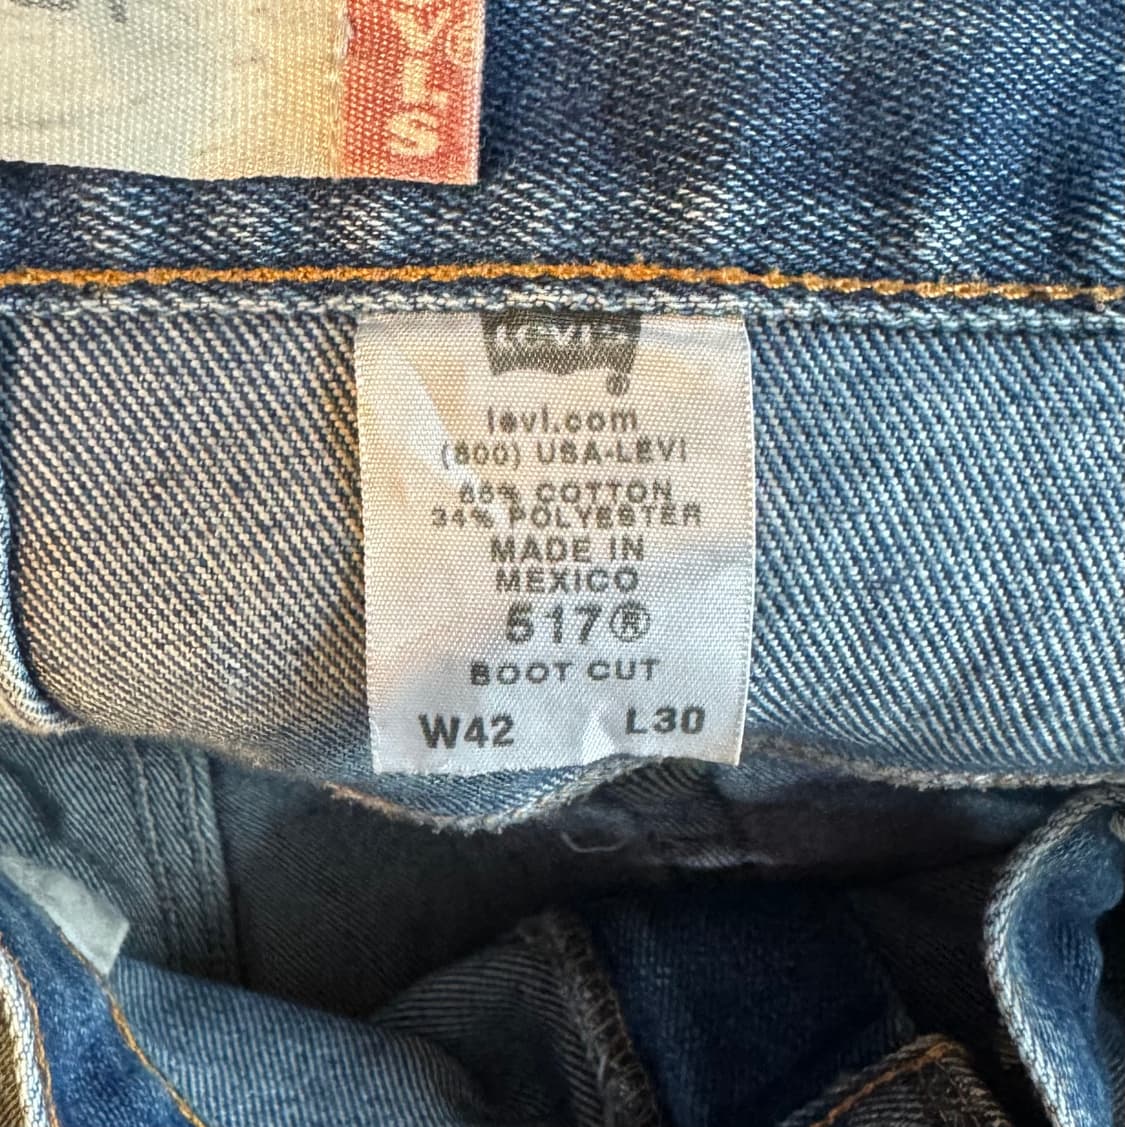 LEVI'S
®
levi.com
(800) USA-LEVI
66% COTTON
34% POLYESTER
MADE IN
MEXICO
517®
BOOT CUT
W42
L30